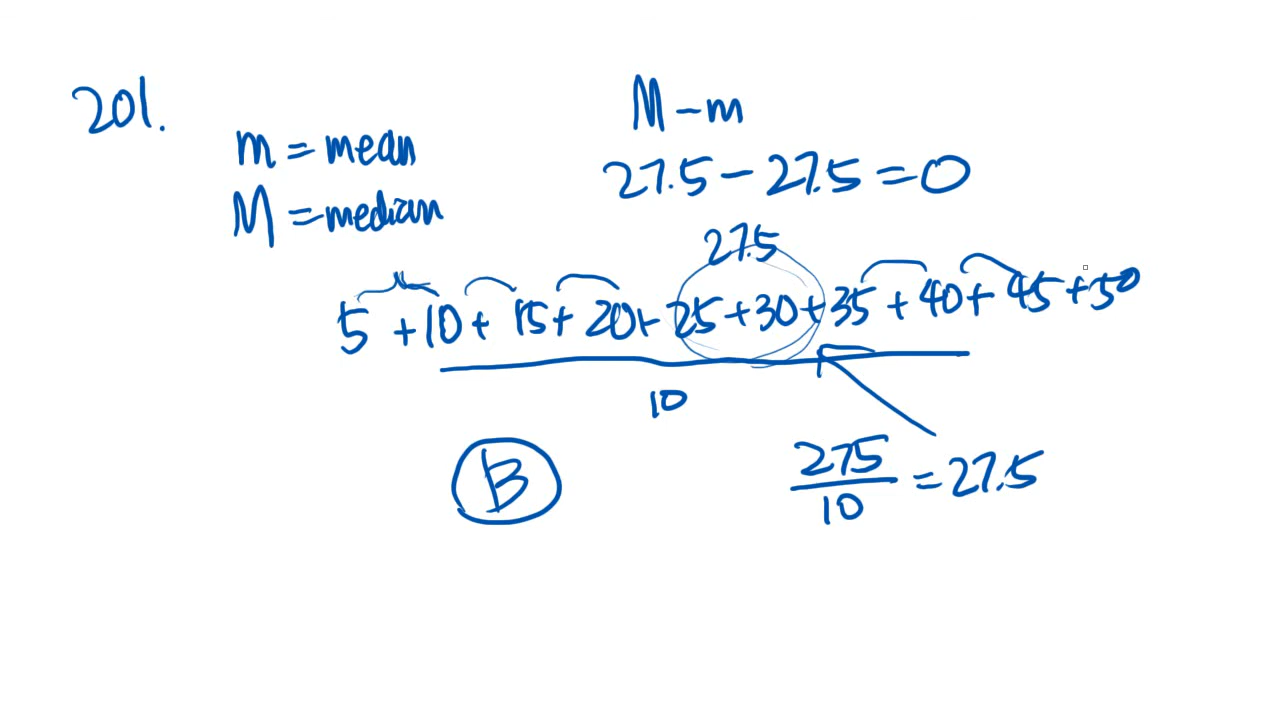 201.
m = mean
M = median
M - m
27.5 - 27.5 = 0
27.5
5 + 10 + 15 + 20 + 25 + 30 + 35 + 40 + 45 + 50
10
B
275
10
= 27.5